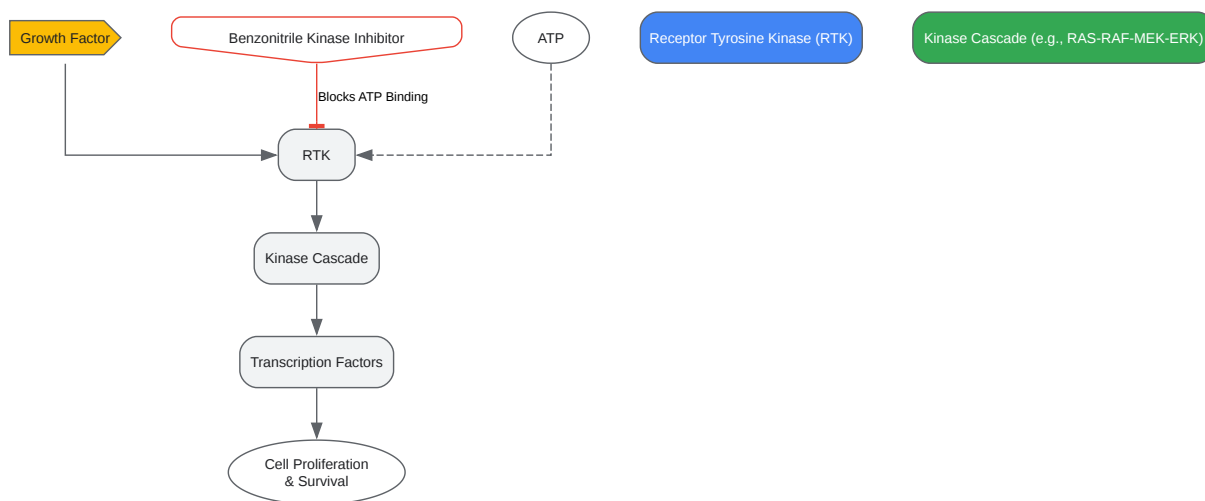 Growth Factor
Benzonitrile Kinase Inhibitor
ATP
Receptor Tyrosine Kinase (RTK)
Kinase Cascade (e.g., RAS-RAF-MEK-ERK)
Blocks ATP Binding
RTK
Kinase Cascade
Transcription Factors
Cell Proliferation
& Survival